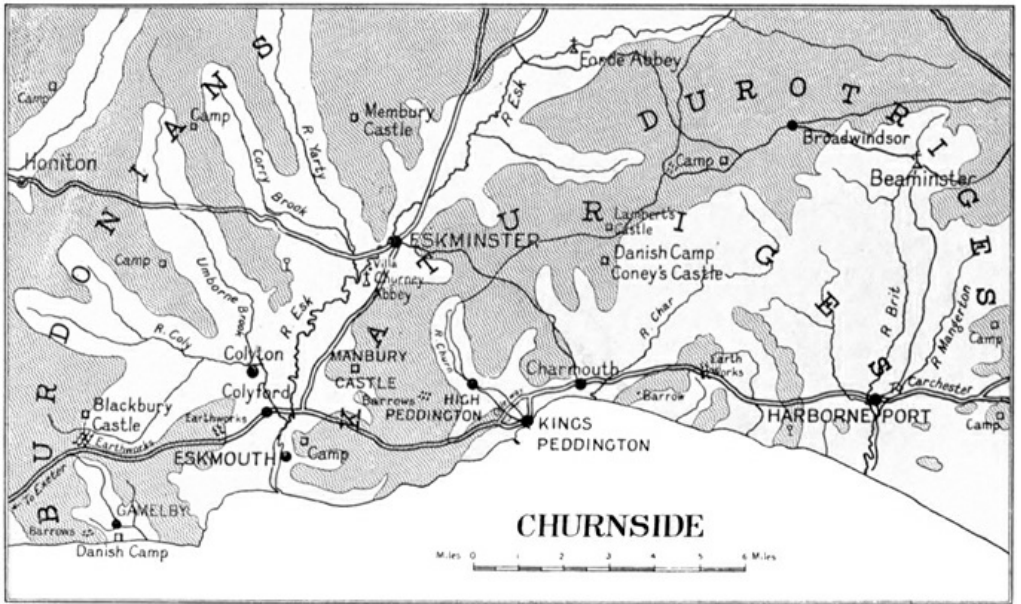 Forde Abbey
R Esk
Camp
Camp
Membury
Castle
DUROTRIGES
Broadwindsor
Honiton
R Yarty
Corry Brook
Camp
Beaminster
ESKMINSTER
Lambert's
Castle
Danish Camp
Coney's Castle
Camp
Umborne Brook
Villa
Churney
Abbey
R. Esk
R. Char
R Brit
R Mangerton
Camp
R. Coly
Colyton
MANBURY
CASTLE
R Churn
Charmouth
Earth
Works
Colyford
Barrows
HIGH
PEDDINGTON
Barrow
To Carchester
Blackbury
Castle
Earthworks
KINGS
PEDDINGTON
HARBORNE PORT
Camp
Earthworks
ESKMOUTH
Camp
To Exeter
GAMELBY
Barrows
Danish Camp
BURDONIANS
CHURNSIDE
Miles 0 1 2 3 4 5 6 Miles